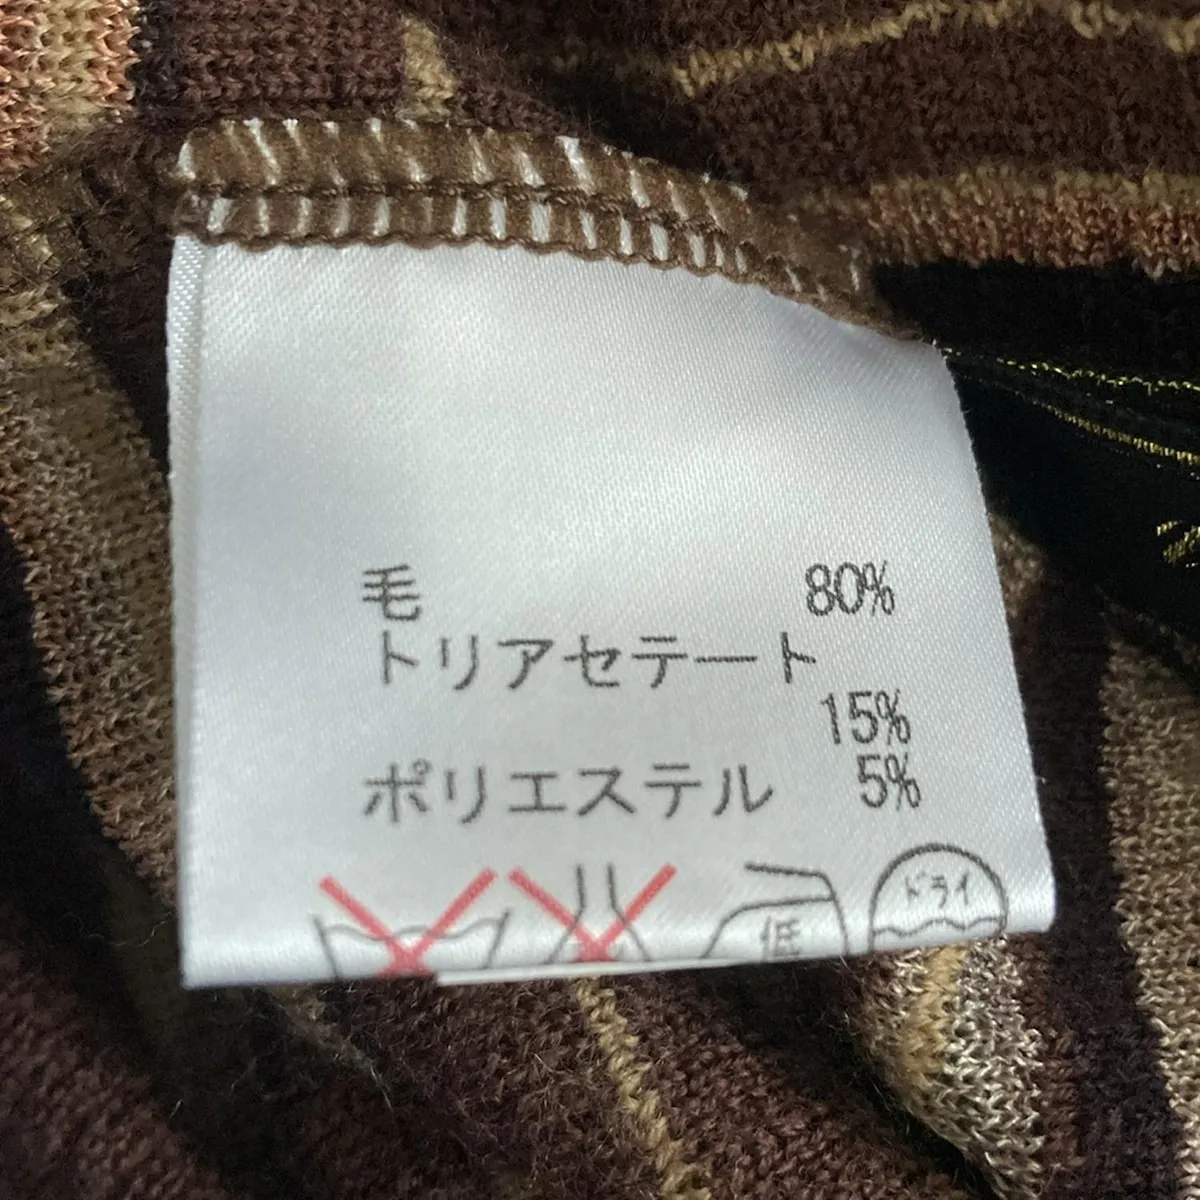 毛 80%
トリアセテート
15%
ポリエステル 5%
低 ドライ